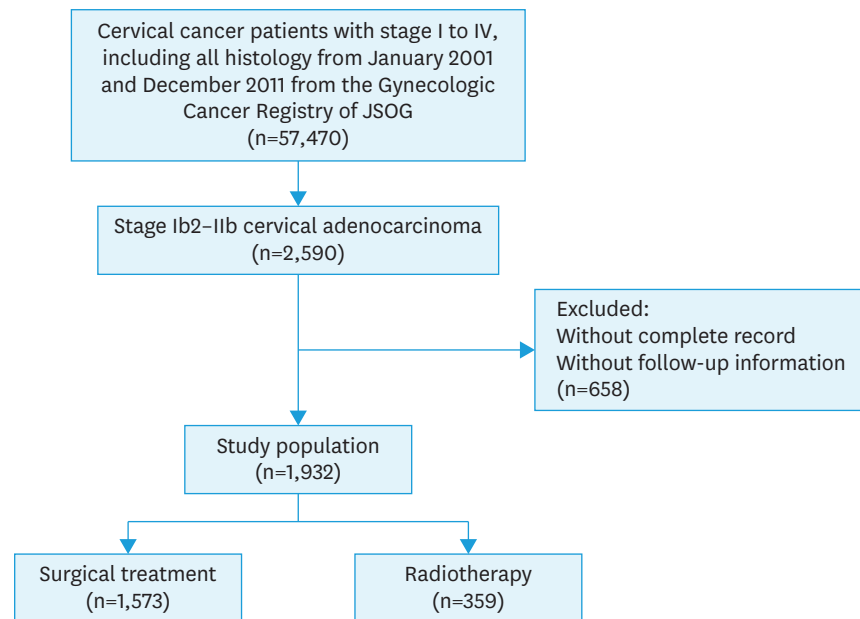 Cervical cancer patients with stage I to IV,
including all histology from January 2001
and December 2011 from the Gynecologic
Cancer Registry of JSOG
(n=57,470)
Stage Ib2–IIb cervical adenocarcinoma
(n=2,590)
Excluded:
Without complete record
Without follow-up information
(n=658)
Study population
(n=1,932)
Surgical treatment
(n=1,573)
Radiotherapy
(n=359)